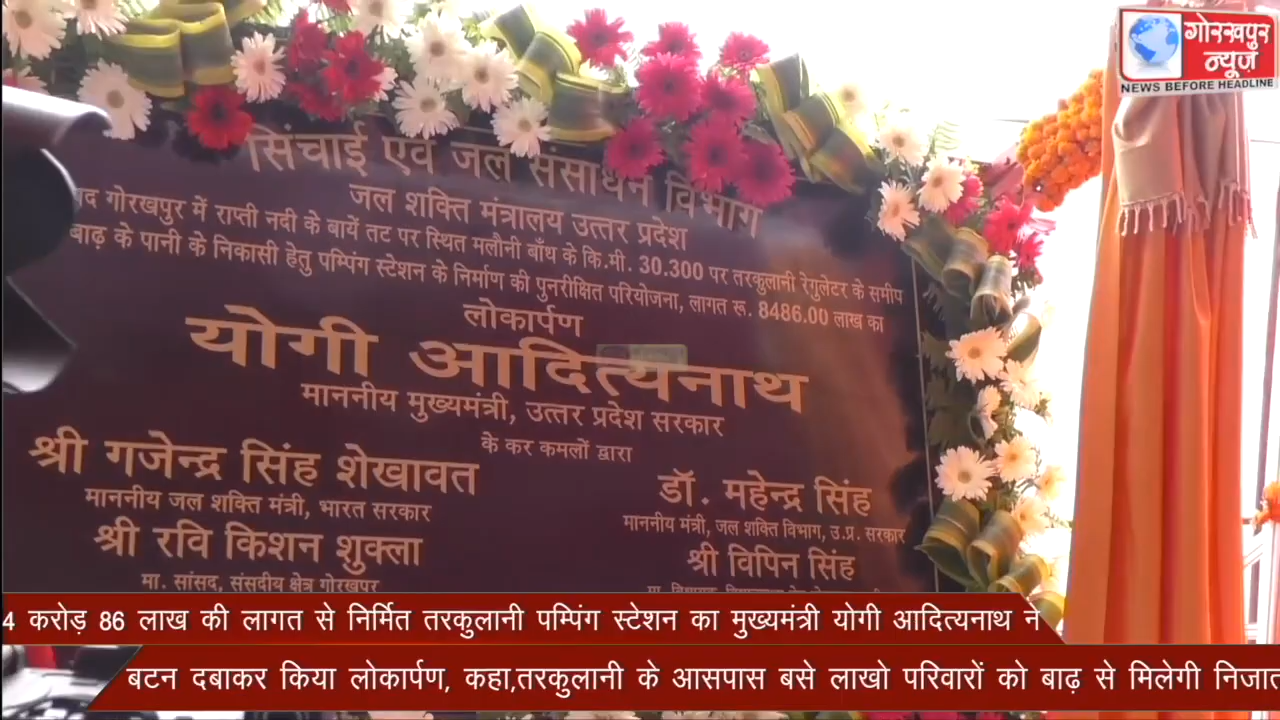 गोरखपुर
न्यूज़
NEWS BEFORE HEADLINE
सिंचाई एवं जल संसाधन विभाग
जल शक्ति मंत्रालय उत्तर प्रदेश
गोरखपुर में राप्ती नदी के बायें तट पर स्थित मलौनी बाँध के कि.मी. 30.300 पर तरकुलानी रेगुलेटर के समीप
बाढ़ के पानी के निकासी हेतु पम्पिंग स्टेशन के निर्माण की पुनरीक्षित परियोजना, लागत रू. 8486.00 लाख का
लोकार्पण
योगी आदित्यनाथ
माननीय मुख्यमंत्री, उत्तर प्रदेश सरकार
के कर कमलों द्वारा
श्री गजेन्द्र सिंह शेखावत
माननीय जल शक्ति मंत्री, भारत सरकार
डॉ. महेन्द्र सिंह
माननीय मंत्री, जल शक्ति विभाग, उ.प्र. सरकार
श्री रवि किशन शुक्ला
मा. सांसद, संसदीय क्षेत्र गोरखपुर
श्री विपिन सिंह
4 करोड़ 86 लाख की लागत से निर्मित तरकुलानी पम्पिंग स्टेशन का मुख्यमंत्री योगी आदित्यनाथ ने
बटन दबाकर किया लोकार्पण, कहा,तरकुलानी के आसपास बसे लाखो परिवारों को बाढ़ से मिलेगी निजात